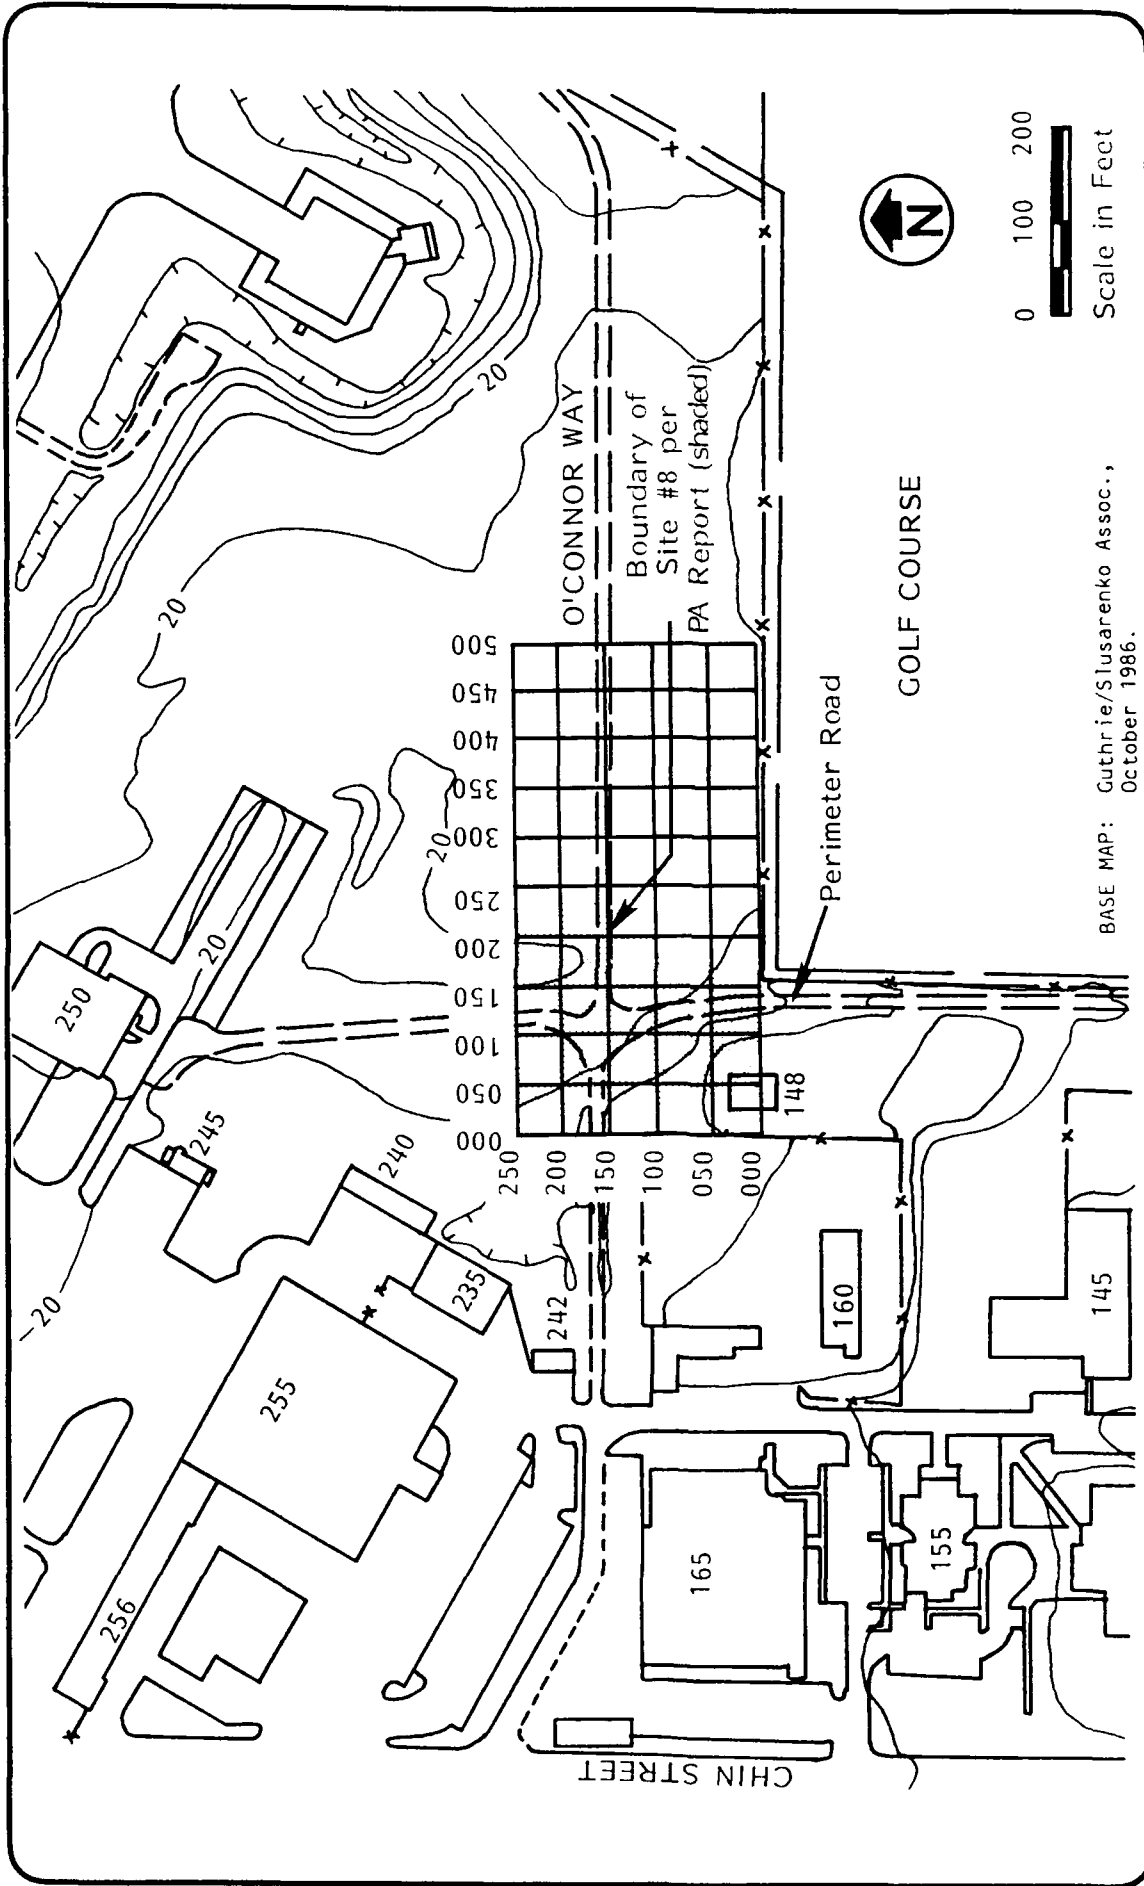 20
250
20
20
245
240
20
255
256
235
242
20
20
O'CONNOR WAY
Boundary of
Site #8 per
PA Report (shaded)
000
050
100
150
200
250
300
350
400
450
500
250
200
150
100
050
000
148
Perimeter Road
160
165
155
145
CHIN STREET
GOLF COURSE
N
0 100 200
Scale in Feet
BASE MAP: Guthrie/Slusarenko Assoc.,
October 1986.